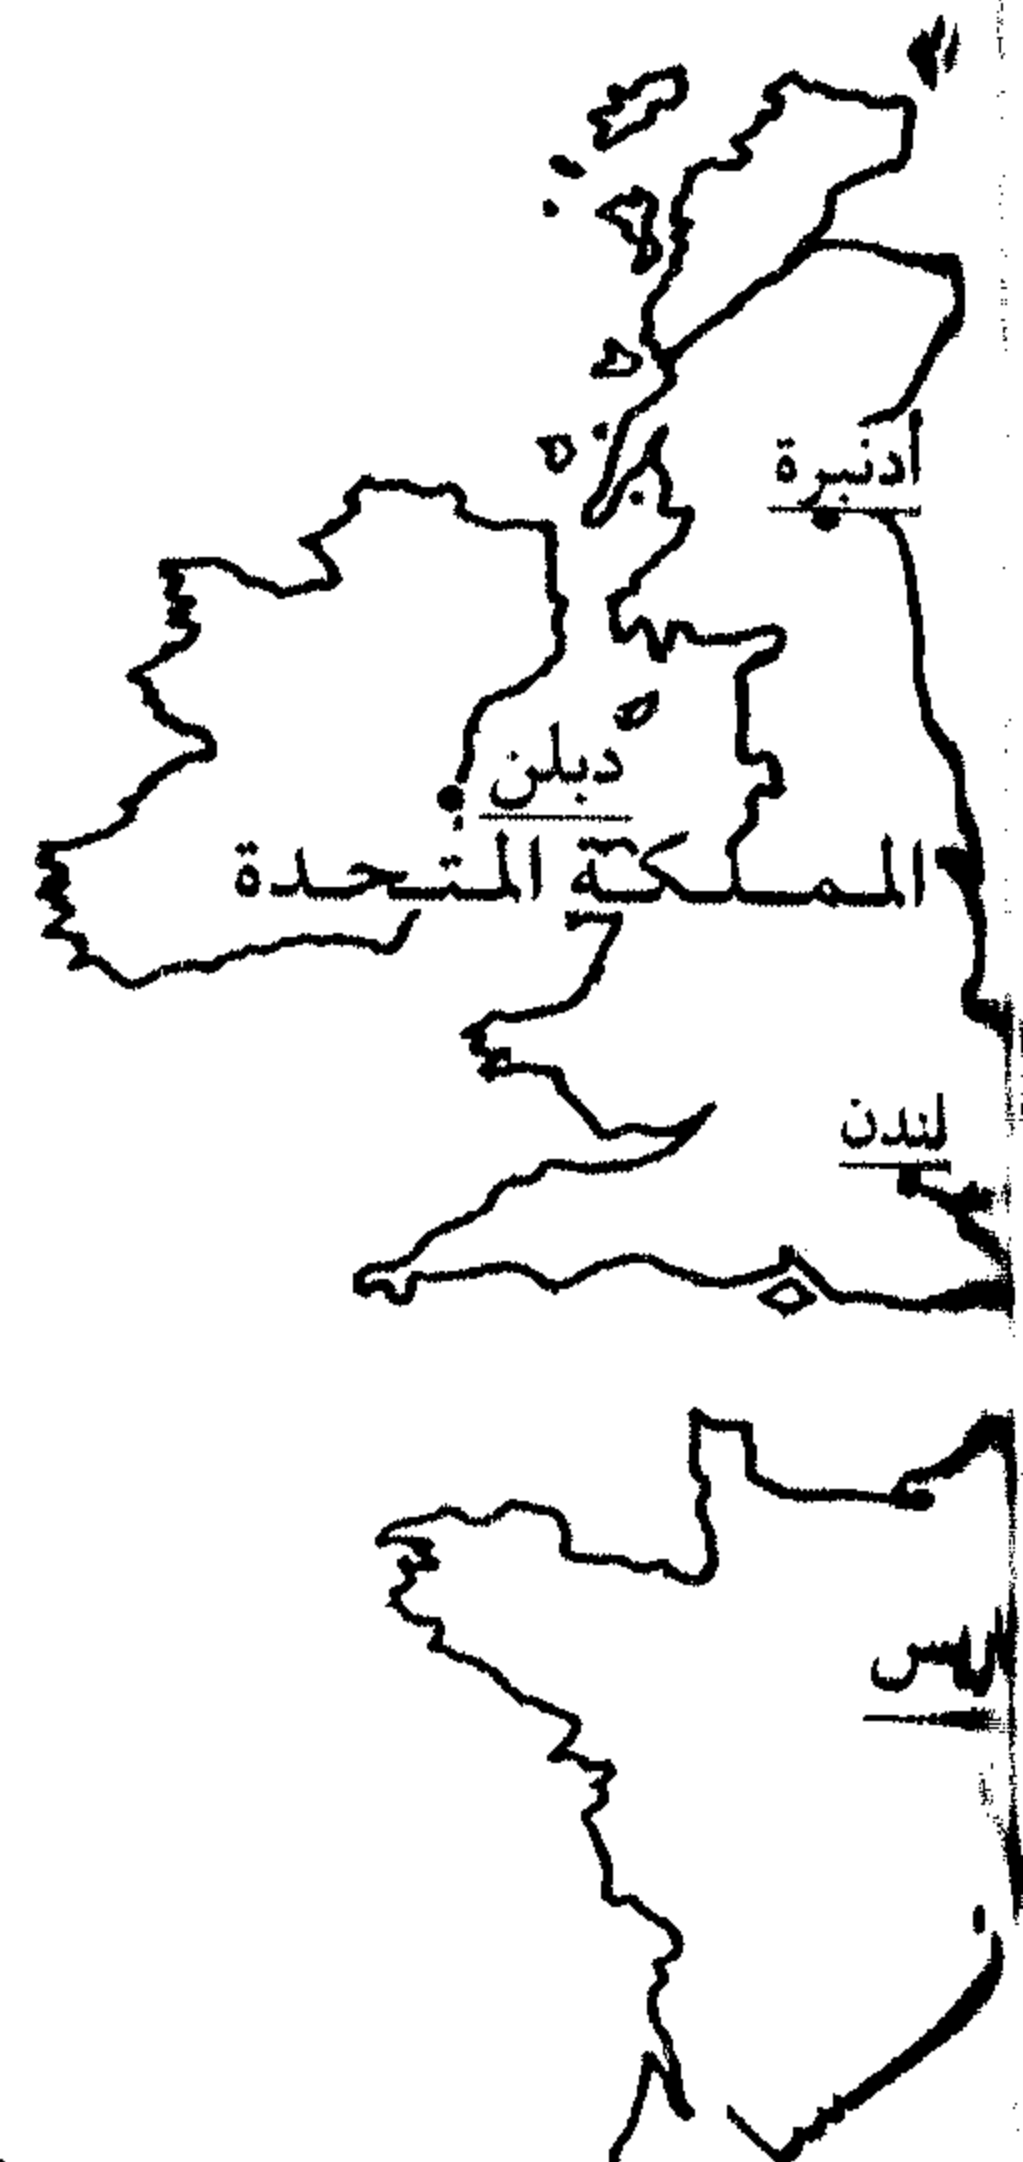 أدنبرة
دبلن
المملكة المتحدة
لندن